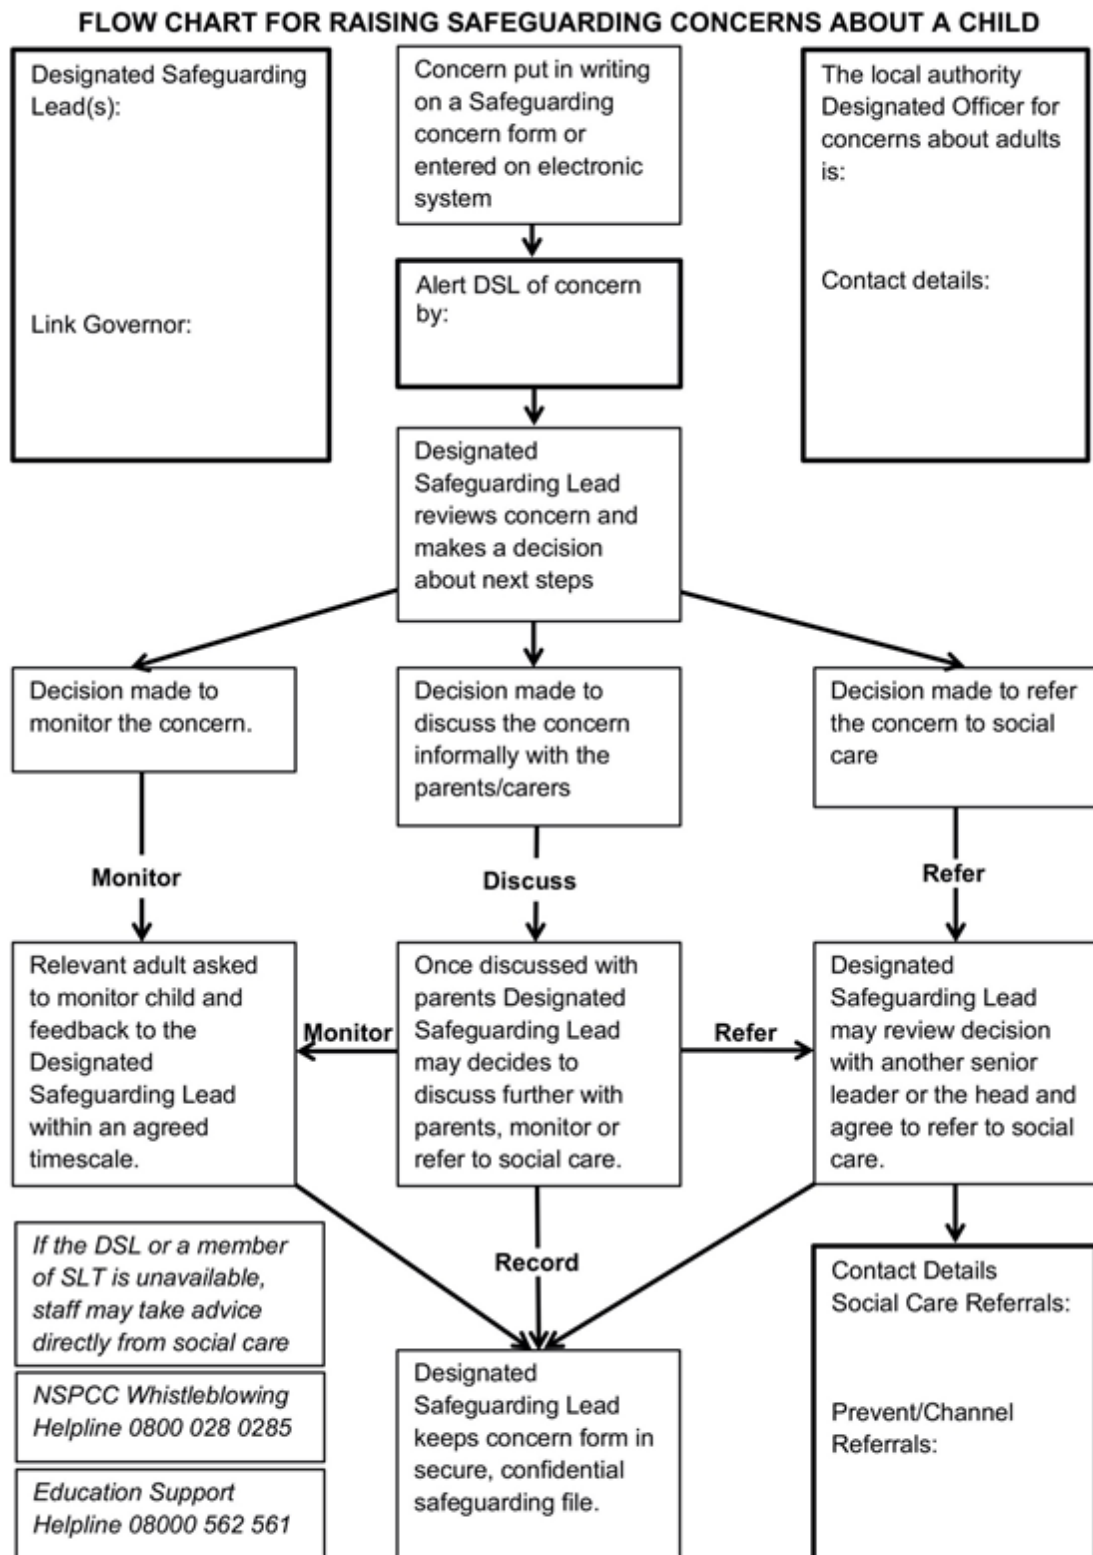 FLOW CHART FOR RAISING SAFEGUARDING CONCERNS ABOUT A CHILD
Designated Safeguarding
Lead(s):
Link Governor:
Concern put in writing
on a Safeguarding
concern form or
entered on electronic
system
The local authority
Designated Officer for
concerns about adults
is:
Contact details:
Alert DSL of concern
by:
Designated
Safeguarding Lead
reviews concern and
makes a decision
about next steps
Decision made to
monitor the concern.
Decision made to
discuss the concern
informally with the
parents/carers
Decision made to refer
the concern to social
care
Monitor
Discuss
Refer
Relevant adult asked
to monitor child and
feedback to the
Designated
Safeguarding Lead
within an agreed
timescale.
Monitor
Once discussed with
parents Designated
Safeguarding Lead
may decides to
discuss further with
parents, monitor or
refer to social care.
Refer
Designated
Safeguarding Lead
may review decision
with another senior
leader or the head and
agree to refer to social
care.
If the DSL or a member
of SLT is unavailable,
staff may take advice
directly from social care
Record
Contact Details
Social Care Referrals:
Prevent/Channel
Referrals:
NSPCC Whistleblowing
Helpline 0800 028 0285
Education Support
Helpline 08000 562 561
Designated
Safeguarding Lead
keeps concern form in
secure, confidential
safeguarding file.